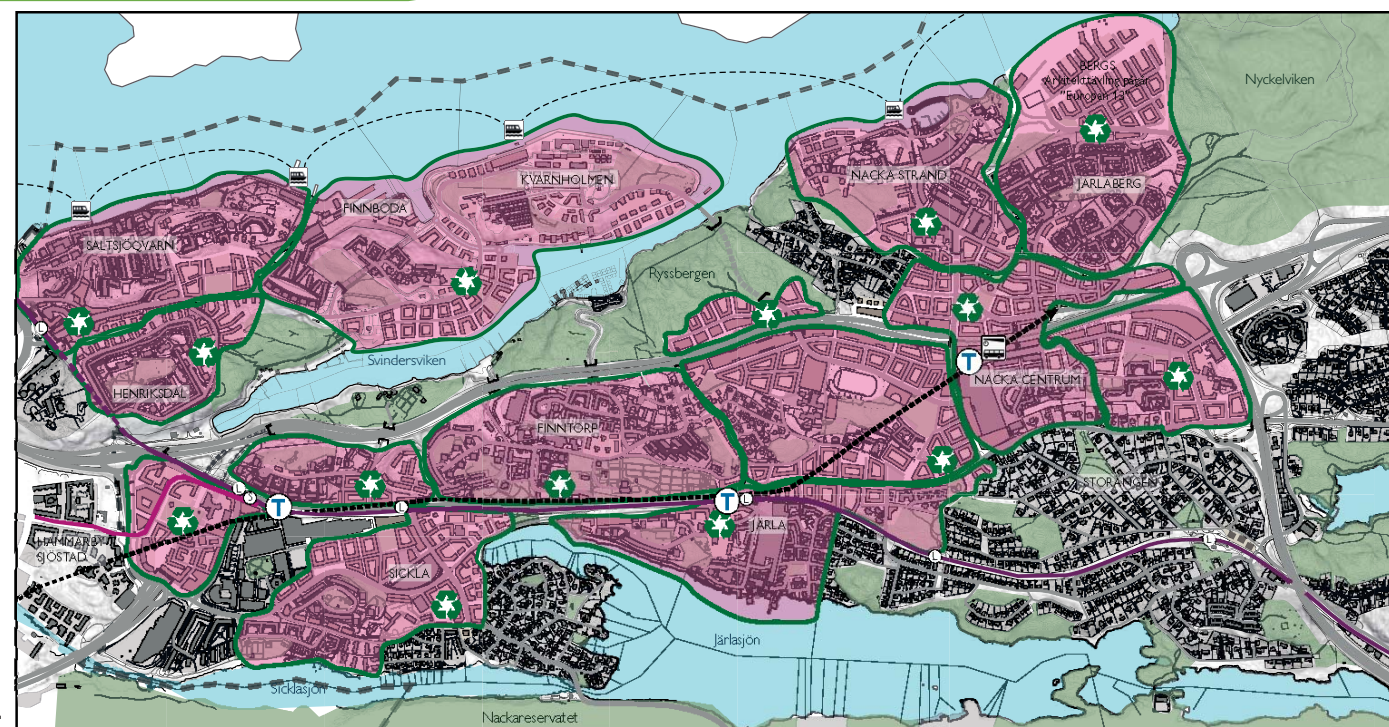 BERGS
Arkitekttävling pågår
"Europan 13"
Nyckelviken
KVARNHOLMEN
NACKA STRAND
JARLABERG
FINNBODA
SALTSJÖQVARN
Ryssbergen
Svindersviken
HENRIKSDAL
T
NACKA CENTRUM
FINNTORP
STORÄNGEN
L
L
L
S
T
L
T
L
JÄRLA
HAMMARBY
SJÖSTAD
L
L
SICKLA
Järlasjön
Sicklasjön
Nackareservatet